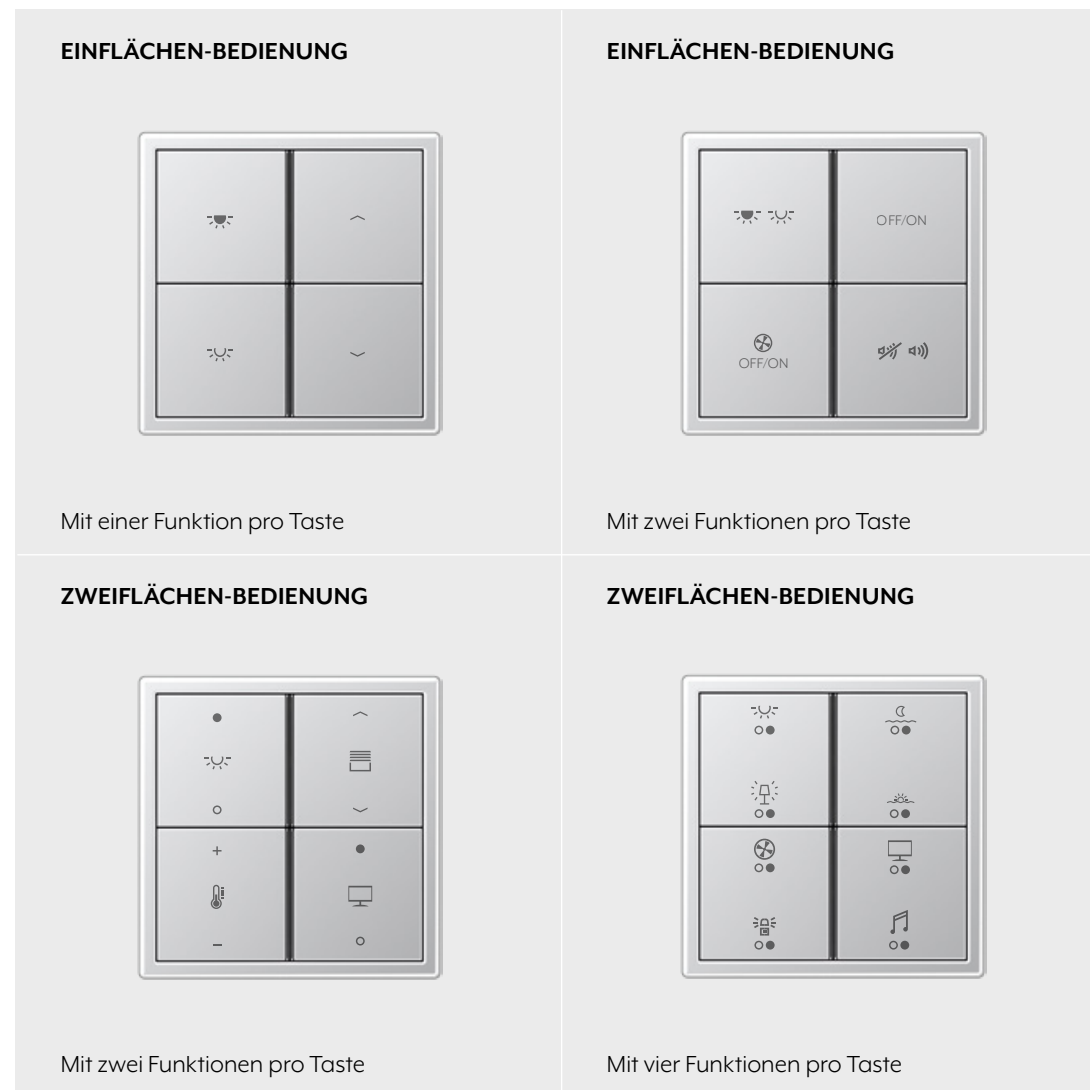 EINFLÄCHEN-BEDIENUNG
OFF/ON
OFF/ON
Mit einer Funktion pro Taste
EINFLÄCHEN-BEDIENUNG
Mit zwei Funktionen pro Taste
ZWEIFLÄCHEN-BEDIENUNG
+
–
Mit zwei Funktionen pro Taste
ZWEIFLÄCHEN-BEDIENUNG
Mit vier Funktionen pro Taste